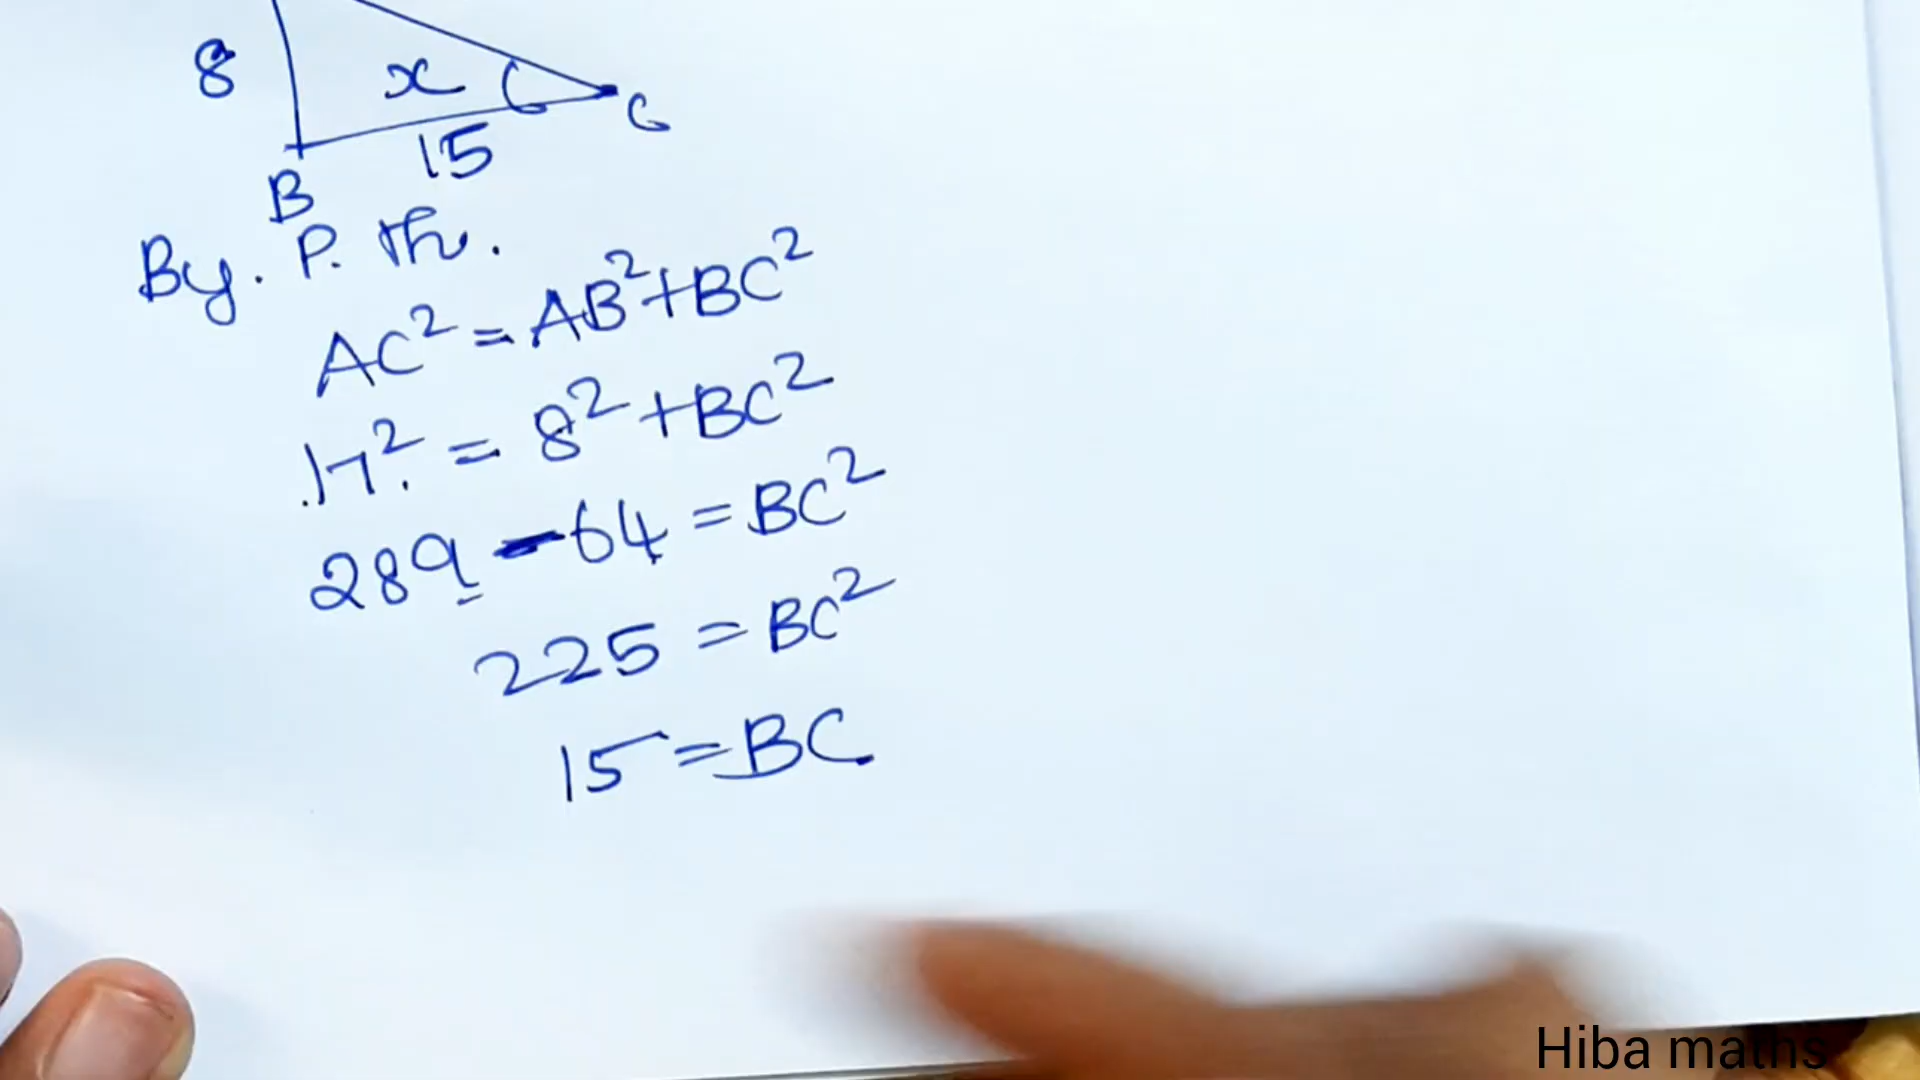 8
x
C
15
B
By. P. Th.
AC² = AB² + BC²
17² = 8² + BC²
289 - 64 = BC²
225 = BC²
15 = BC
Hiba maths